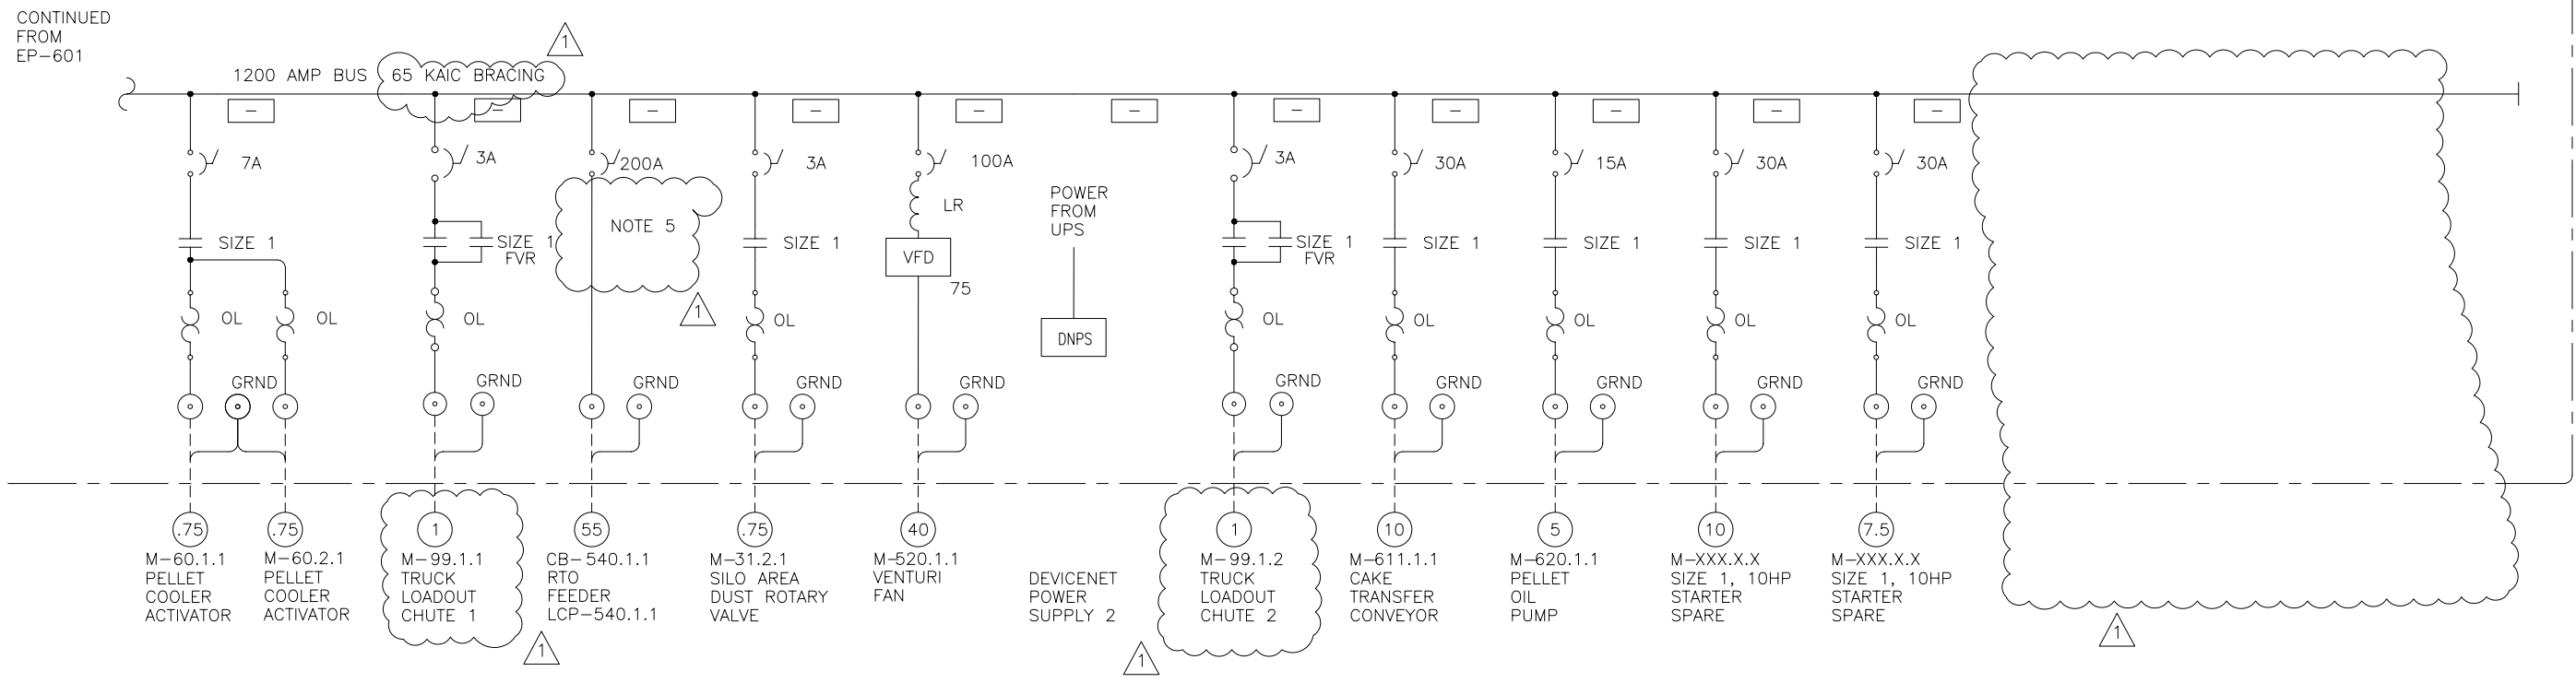 CONTINUED
FROM
EP-601
1
1200 AMP BUS 65 KAIC BRACING
- - - - - - - - - - -
7A 3A 200A 3A 100A 3A 30A 15A 30A 30A
POWER
FROM
UPS
LR
NOTE 5
SIZE 1
SIZE 1
FVR
SIZE 1
VFD
75
SIZE 1
FVR
SIZE 1
SIZE 1
SIZE 1
SIZE 1
1
OL OL OL OL OL OL OL OL OL
DNPS
GRND GRND GRND GRND GRND GRND GRND GRND GRND GRND
.75
M-60.1.1
PELLET
COOLER
ACTIVATOR
.75
M-60.2.1
PELLET
COOLER
ACTIVATOR
1
M-99.1.1
TRUCK
LOADOUT
CHUTE 1
1
55
CB-540.1.1
RTO
FEEDER
LCP-540.1.1
.75
M-31.2.1
SILO AREA
DUST ROTARY
VALVE
40
M-520.1.1
VENTURI
FAN
DEVICENET
POWER
SUPPLY 2
1
1
M-99.1.2
TRUCK
LOADOUT
CHUTE 2
10
M-611.1.1
CAKE
TRANSFER
CONVEYOR
5
M-620.1.1
PELLET
OIL
PUMP
10
M-XXX.X.X
SIZE 1, 10HP
STARTER
SPARE
7.5
M-XXX.X.X
SIZE 1, 10HP
STARTER
SPARE
1